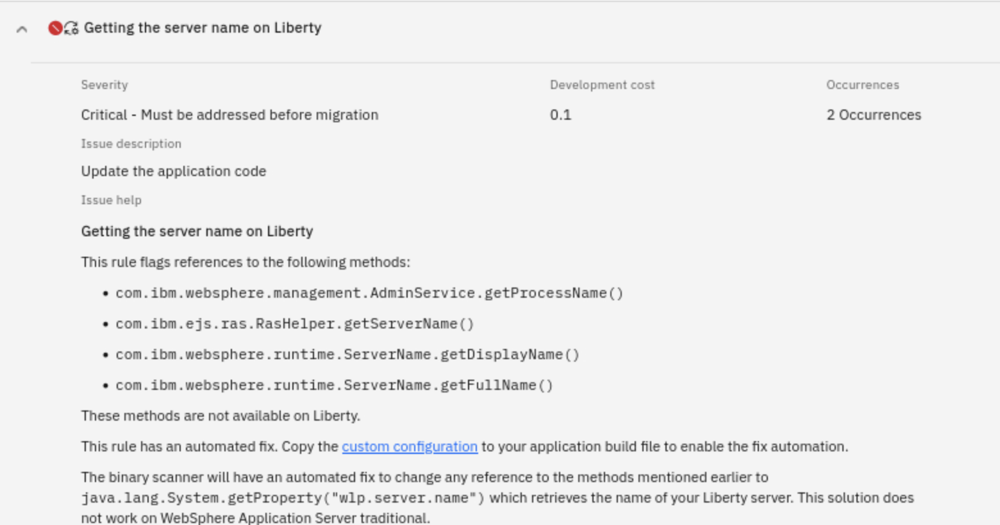 Getting the server name on Liberty
Severity
Development cost
Occurrences
Critical - Must be addressed before migration
0.1
2 Occurrences
Issue description
Update the application code
Issue help
Getting the server name on Liberty
This rule flags references to the following methods:
• com.ibm.websphere.management.AdminService.getProcessName()
• com.ibm.ejs.ras.RasHelper.getServerName()
• com.ibm.websphere.runtime.ServerName.getDisplayName()
• com.ibm.websphere.runtime.ServerName.getFullName()
These methods are not available on Liberty.
This rule has an automated fix. Copy the custom configuration to your application build file to enable the fix automation.
The binary scanner will have an automated fix to change any reference to the methods mentioned earlier to
java.lang.System.getProperty("wlp.server.name") which retrieves the name of your Liberty server. This solution does
not work on WebSphere Application Server traditional.